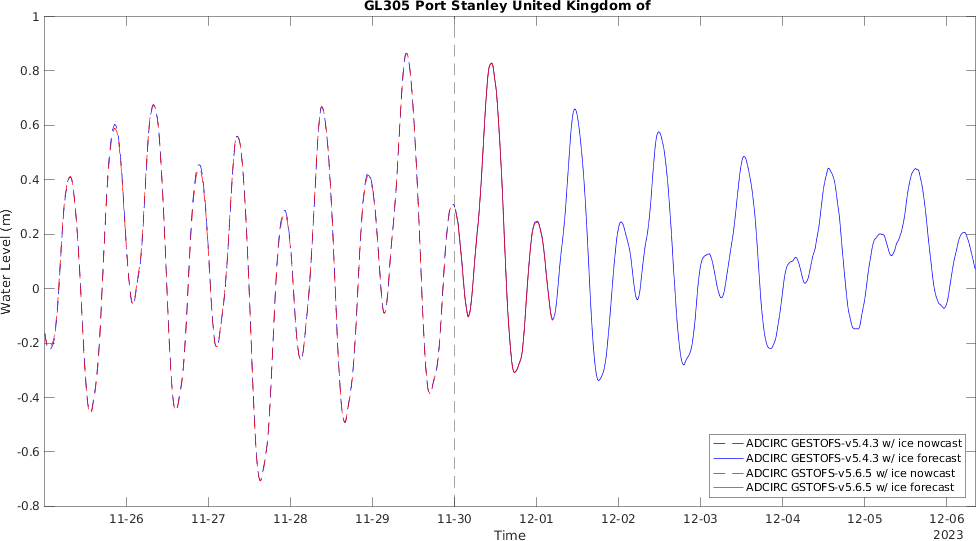 GL305 Port Stanley United Kingdom of
1
0.8
0.6
0.4
0.2
0
-0.2
-0.4
-0.6
-0.8
Water Level (m)
ADCIRC GESTOFS-v5.4.3 w/ ice nowcast
ADCIRC GESTOFS-v5.4.3 w/ ice forecast
ADCIRC GSTOFS-v5.6.5 w/ ice nowcast
ADCIRC GSTOFS-v5.6.5 w/ ice forecast
11-26 11-27 11-28 11-29 11-30 12-01 12-02 12-03 12-04 12-05 12-06
Time 2023